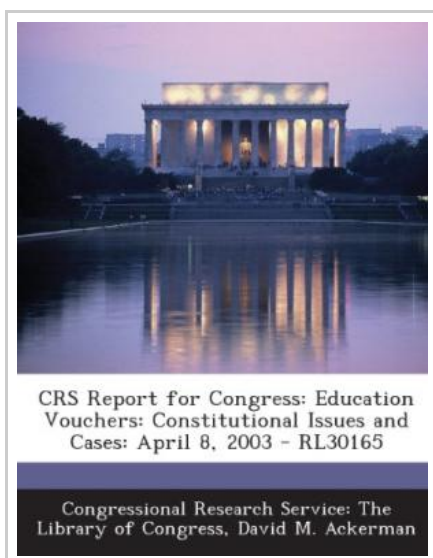 CRS Report for Congress: Education
Vouchers: Constitutional Issues and
Cases: April 8, 2003 - RL30165
Congressional Research Service: The
Library of Congress, David M. Ackerman